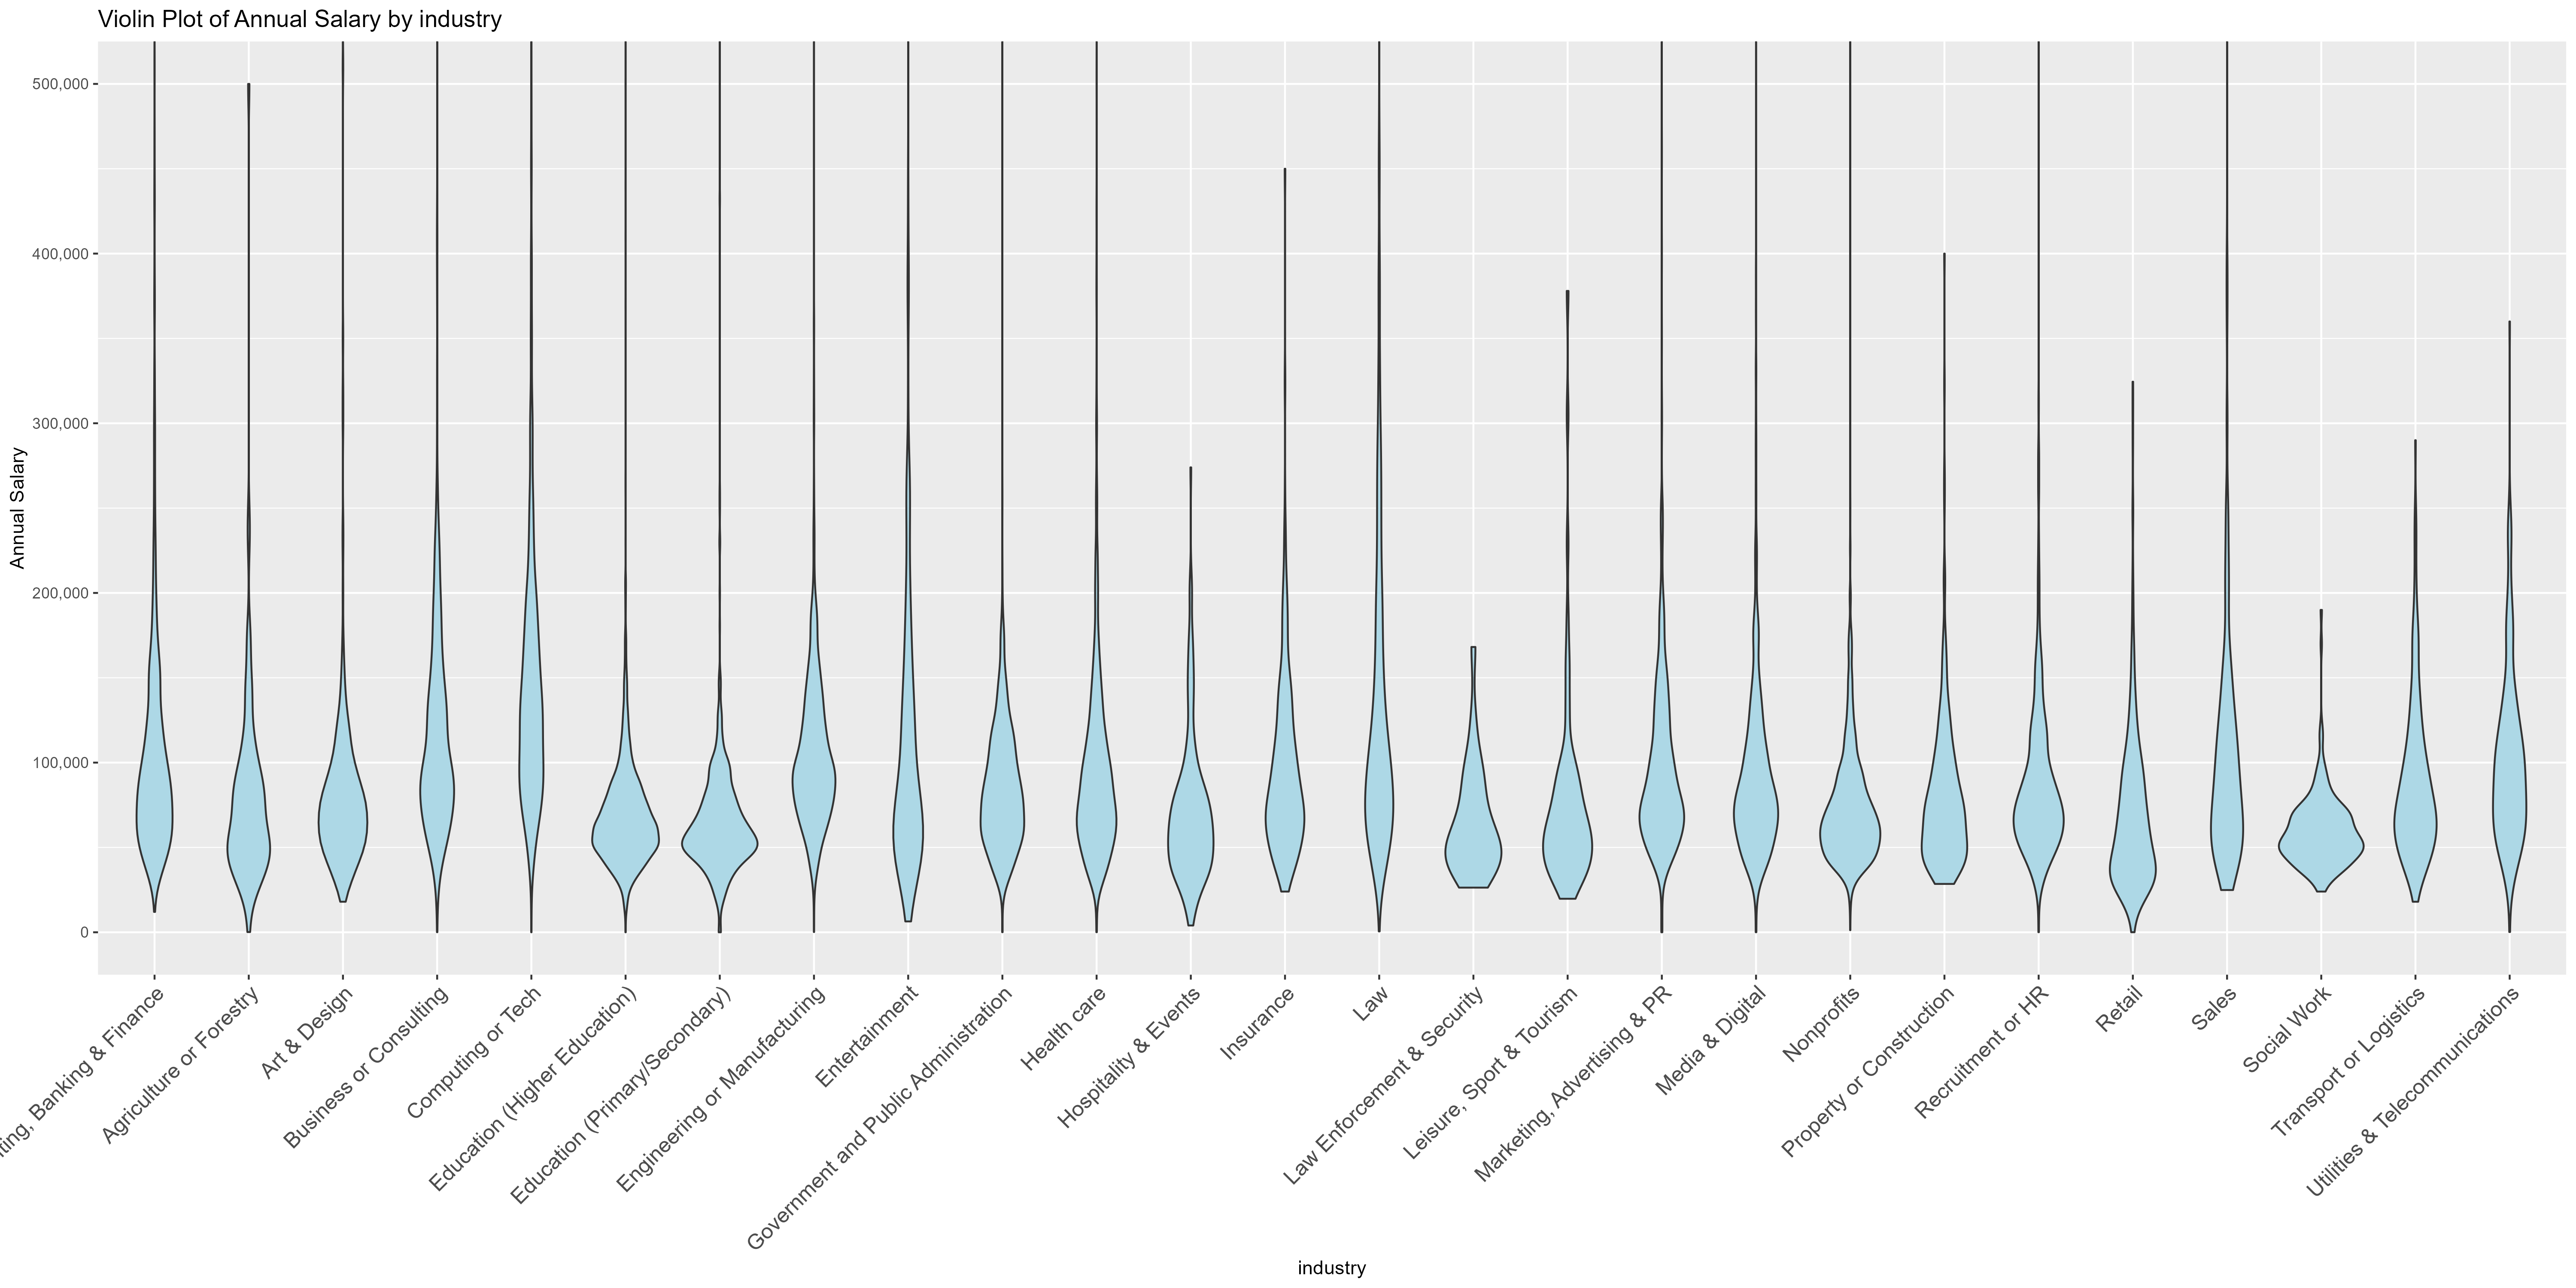 Violin Plot of Annual Salary by industry
Annual Salary
500,000
400,000
300,000
200,000
100,000
0
Banking & Finance
Agriculture or Forestry
Art & Design
Business or Consulting
Computing or Tech
Education (Higher Education)
Education (Primary/Secondary)
Engineering or Manufacturing
Entertainment
Government and Public Administration
Health care
Hospitality & Events
Insurance
Law
Law Enforcement & Security
Leisure, Sport & Tourism
Marketing, Advertising & PR
Media & Digital
Nonprofits
Property or Construction
Recruitment or HR
Retail
Sales
Social Work
Transport or Logistics
Utilities & Telecommunications
industry